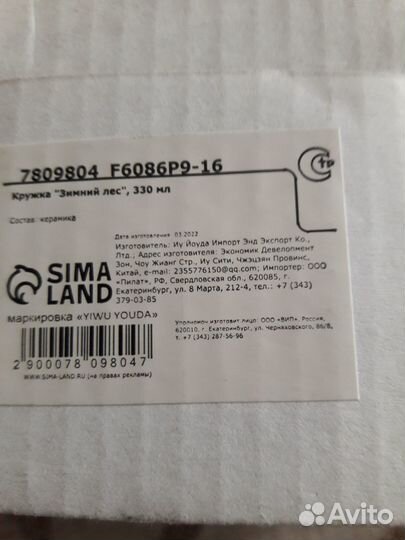 7809804 F6086P9-16
Кружка "Зимний лес", 330 мл
Состав: керамика
Дата изготовления 03.2022
Изготовитель: Иу Йоуда Импорт Энд Экспорт Ко.,
Лтд., Адрес изготовителя: Экономик Девелопмент
Зон, Чоу Жианг Стр., Иу Сити, Чжэцзян Провинс,
Китай, e-mail: 2355776150@qq.com; Импортер: ООО
«Пилат», РФ, Свердловская обл., 620085, г.
Екатеринбург, ул. 8 Марта, 212-4, тел.: +7 (343)
379-03-85
SIMA
LAND
маркировка «YIWU YOUDA»
Уполномоч изготовит лицо: ООО «ВИП», Россия,
620010, г. Екатеринбург, ул. Черняховского, 86/8,
т. +7 (343) 287-56-96
2 900078 098047
WWW.SIMA-LAND.RU (на правах рекламы)
Avito